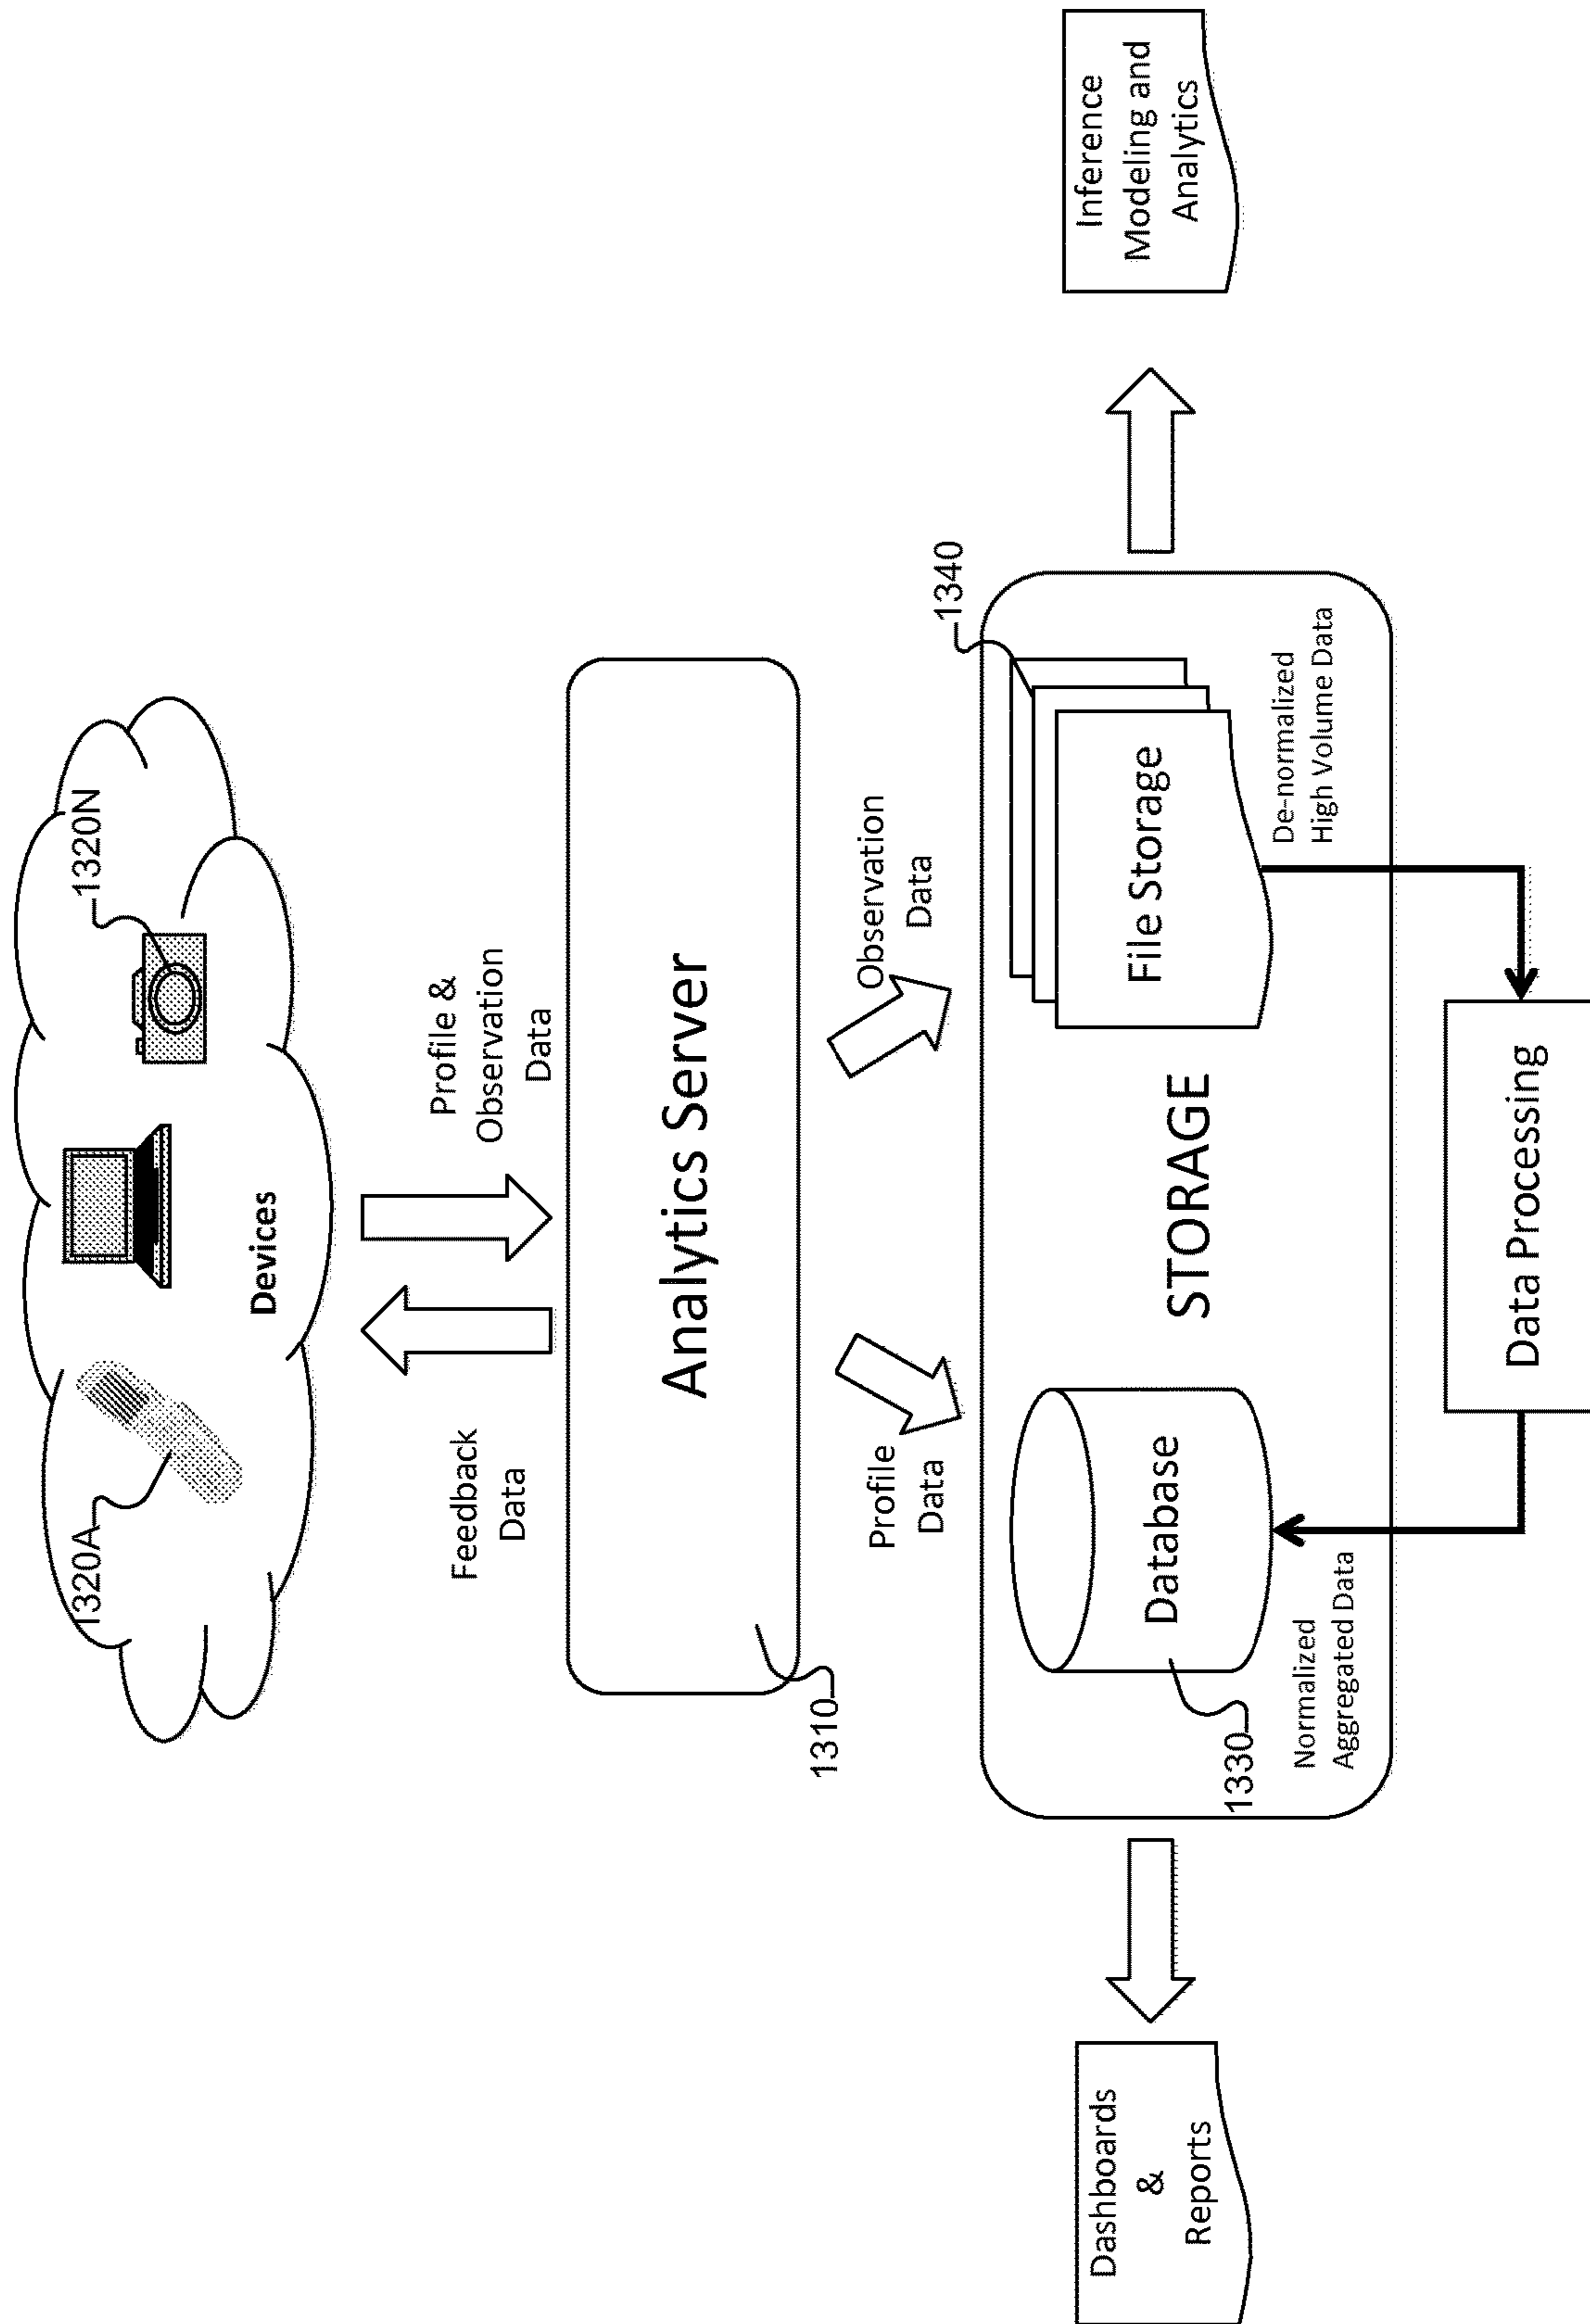 1320A
1320N
Devices
Feedback
Data
Profile &
Observation
Data
Analytics Server
1310
Profile
Data
Observation
Data
1340
Dashboards
&
Reports
Database
STORAGE
File Storage
1330
Normalized
Aggregated Data
De-normalized
High Volume Data
Inference
Modeling and
Analytics
Data Processing